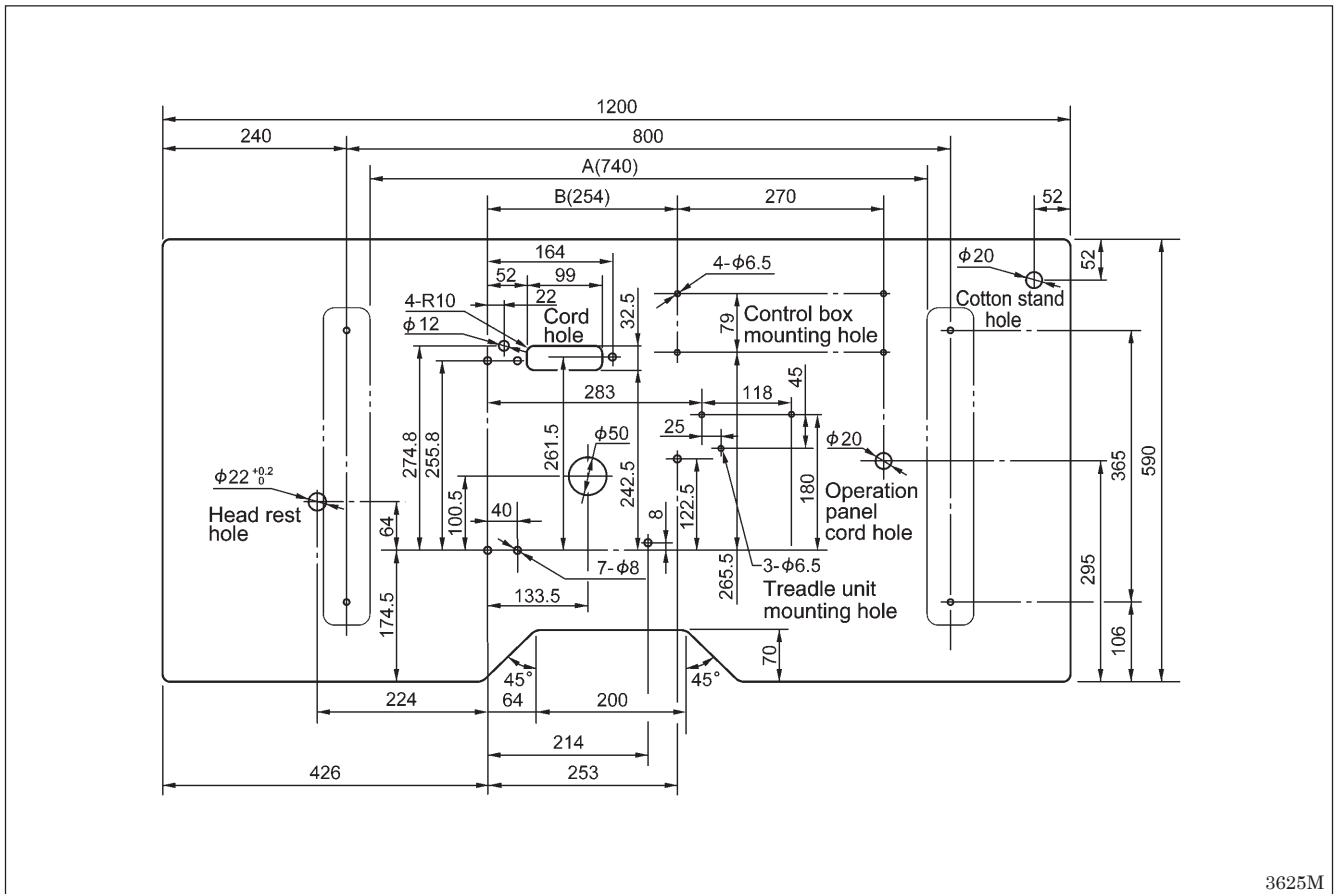 1200
240
800
A(740)
B(254)
270
52
164
52
99
4-φ6.5
φ20
52
4-R10
22
Cord
hole
32.5
79
Control box
mounting hole
Cotton stand
hole
φ12
283
118
45
25
φ50
φ20
274.8
255.8
261.5
242.5
180
365
590
φ22 +0.2 0
Head rest
hole
64
100.5
40
8
122.5
Operation
panel
cord hole
7-φ8
265.5
3-φ6.5
Treadle unit
mounting hole
295
133.5
174.5
70
106
45°
45°
224
64
200
214
426
253
3625M